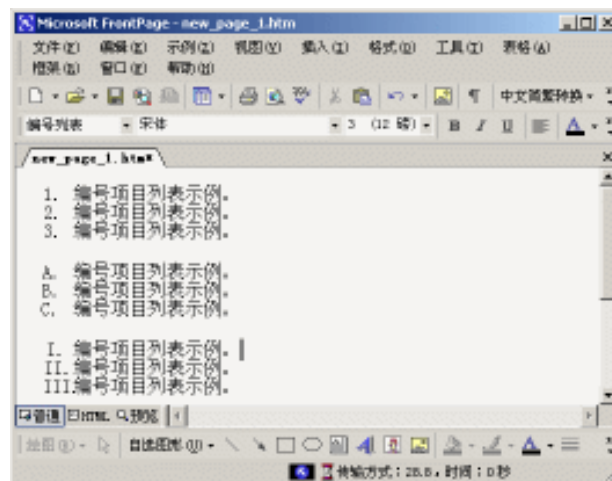 Microsoft FrontPage - new_page_1.htm
文件(F) 编辑(E) 示例(L) 视图(V) 插入(I) 格式(O) 工具(T) 表格(A)
框架(R) 窗口(W) 帮助(H)
中文简繁转换
编号列表 宋体 3 (12 磅) B I U A
new_page_1.htm*
1. 编号项目列表示例。
2. 编号项目列表示例。
3. 编号项目列表示例。
A. 编号项目列表示例。
B. 编号项目列表示例。
C. 编号项目列表示例。
I. 编号项目列表示例。
II. 编号项目列表示例。
III. 编号项目列表示例。
普通 HTML 预览
绘图(D) 自选图形(U)
传输方式：28.8，时间：0秒